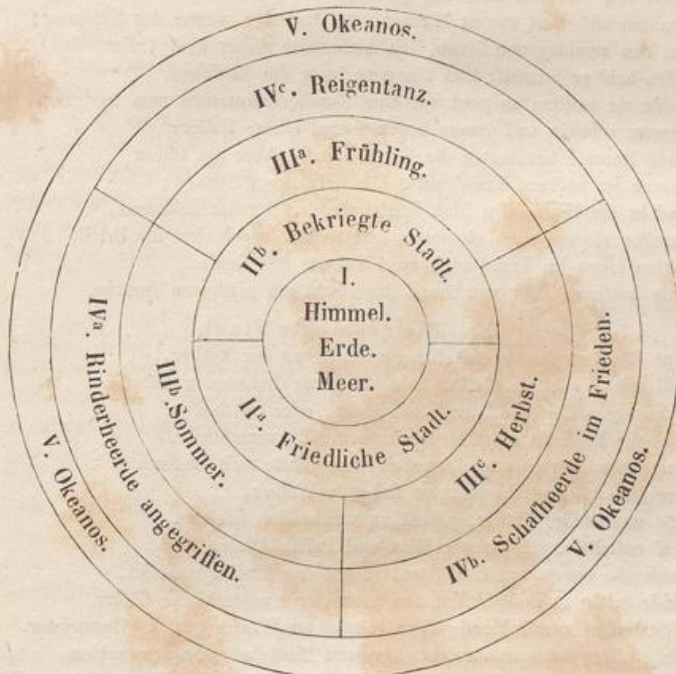 V. Okeanos.
IVᶜ. Reigentanz.
IIIᵃ. Frühling.
IIᵇ. Bekriegte Stadt.
I.
Himmel.
Erde.
Meer.
IIᵃ. Friedliche Stadt.
IIIᵇ. Sommer.
IIIᶜ. Herbst.
IVᵃ. Rinderheerde angegriffen.
IVᵇ. Schafheerde im Frieden.
V. Okeanos.
V. Okeanos.